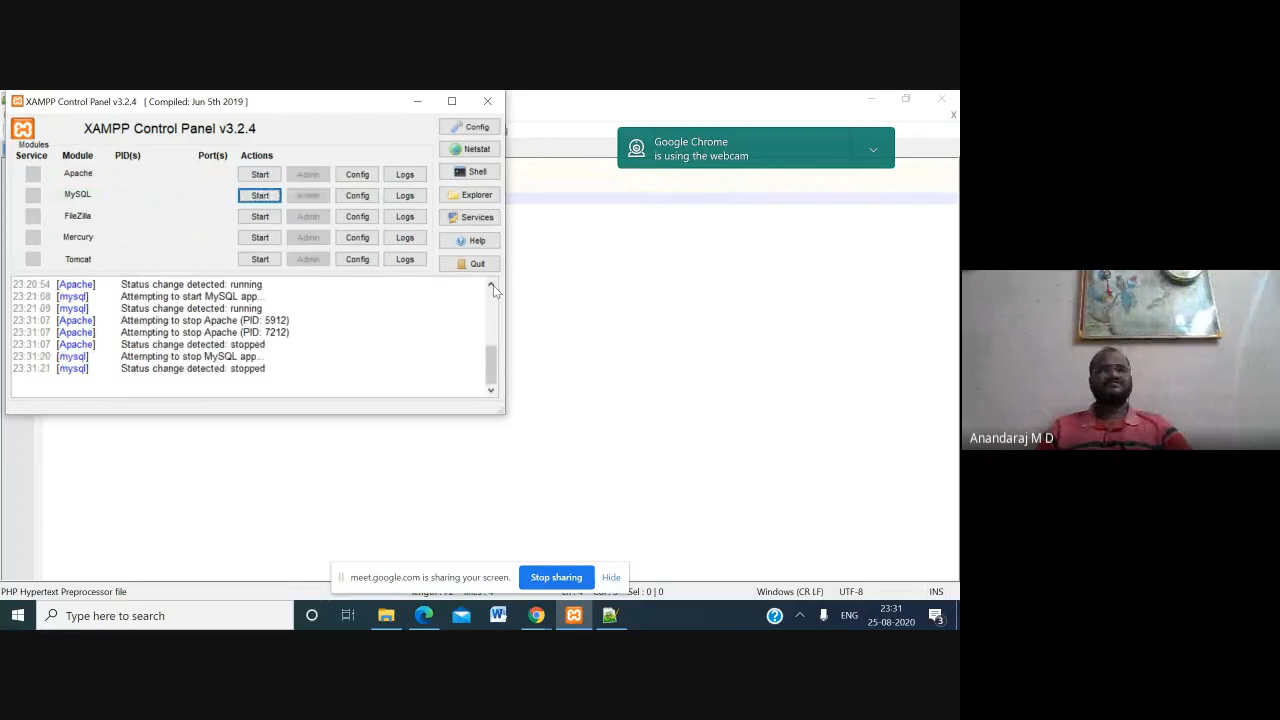 XAMPP Control Panel v3.2.4 [ Compiled: Jun 5th 2019 ]
XAMPP Control Panel v3.2.4
Config
Modules
Service Module PID(s) Port(s) Actions
Netstat
Apache Start Admin Config Logs
Shell
MySQL Start Config Logs
Explorer
FileZilla Start Admin Config Logs
Services
Mercury Start Admin Config Logs
Help
Tomcat Start Admin Config Logs
Quit
23:20:54 [Apache] Status change detected: running
23:21:08 [mysql] Attempting to start MySQL app...
23:21:09 [mysql] Status change detected: running
23:31:07 [Apache] Attempting to stop Apache (PID: 5912)
23:31:07 [Apache] Attempting to stop Apache (PID: 7212)
23:31:07 [Apache] Status change detected: stopped
23:31:20 [mysql] Attempting to stop MySQL app...
23:31:21 [mysql] Status change detected: stopped
Google Chrome
is using the webcam
X
Anandaraj M D
meet.google.com is sharing your screen. Stop sharing Hide
PHP Hypertext Preprocessor file Sel : 0 | 0 Windows (CR LF) UTF-8 INS
Type here to search
W
ENG
23:31
25-08-2020
3